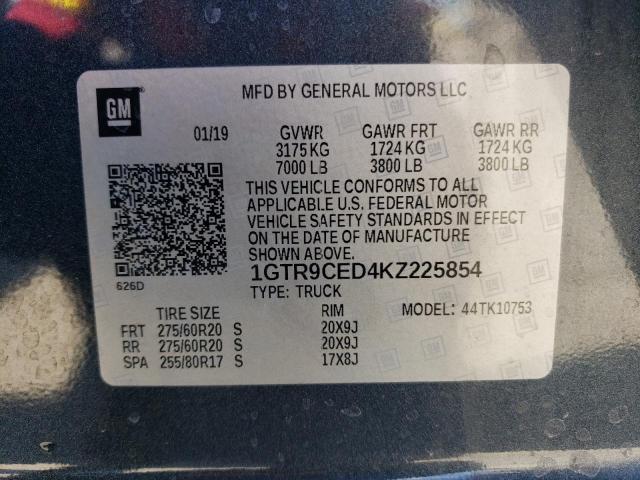 GM
MFD BY GENERAL MOTORS LLC
01/19 GVWR GAWR FRT GAWR RR
3175 KG 1724 KG 1724 KG
7000 LB 3800 LB 3800 LB
THIS VEHICLE CONFORMS TO ALL
APPLICABLE U.S. FEDERAL MOTOR
VEHICLE SAFETY STANDARDS IN EFFECT
ON THE DATE OF MANUFACTURE
SHOWN ABOVE.
626D
1GTR9CED4KZ225854
TYPE: TRUCK
MODEL: 44TK10753
TIRE SIZE RIM
FRT 275/60R20 S 20X9J
RR 275/60R20 S 20X9J
SPA 255/80R17 S 17X8J